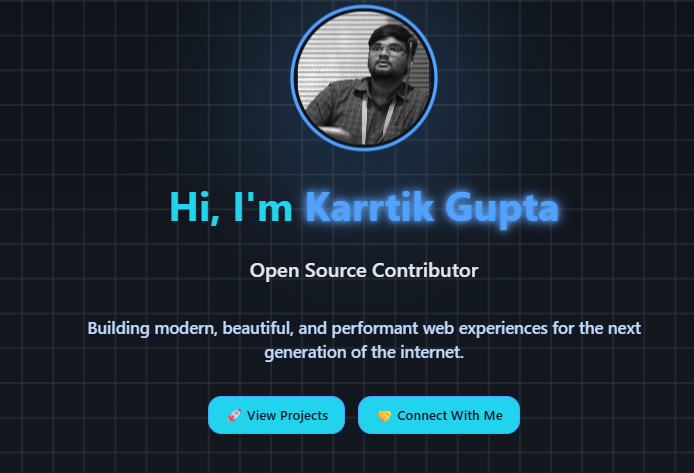 Hi, I'm Karrtik Gupta
Open Source Contributor
Building modern, beautiful, and performant web experiences for the next
generation of the internet.
🚀 View Projects
🤝 Connect With Me